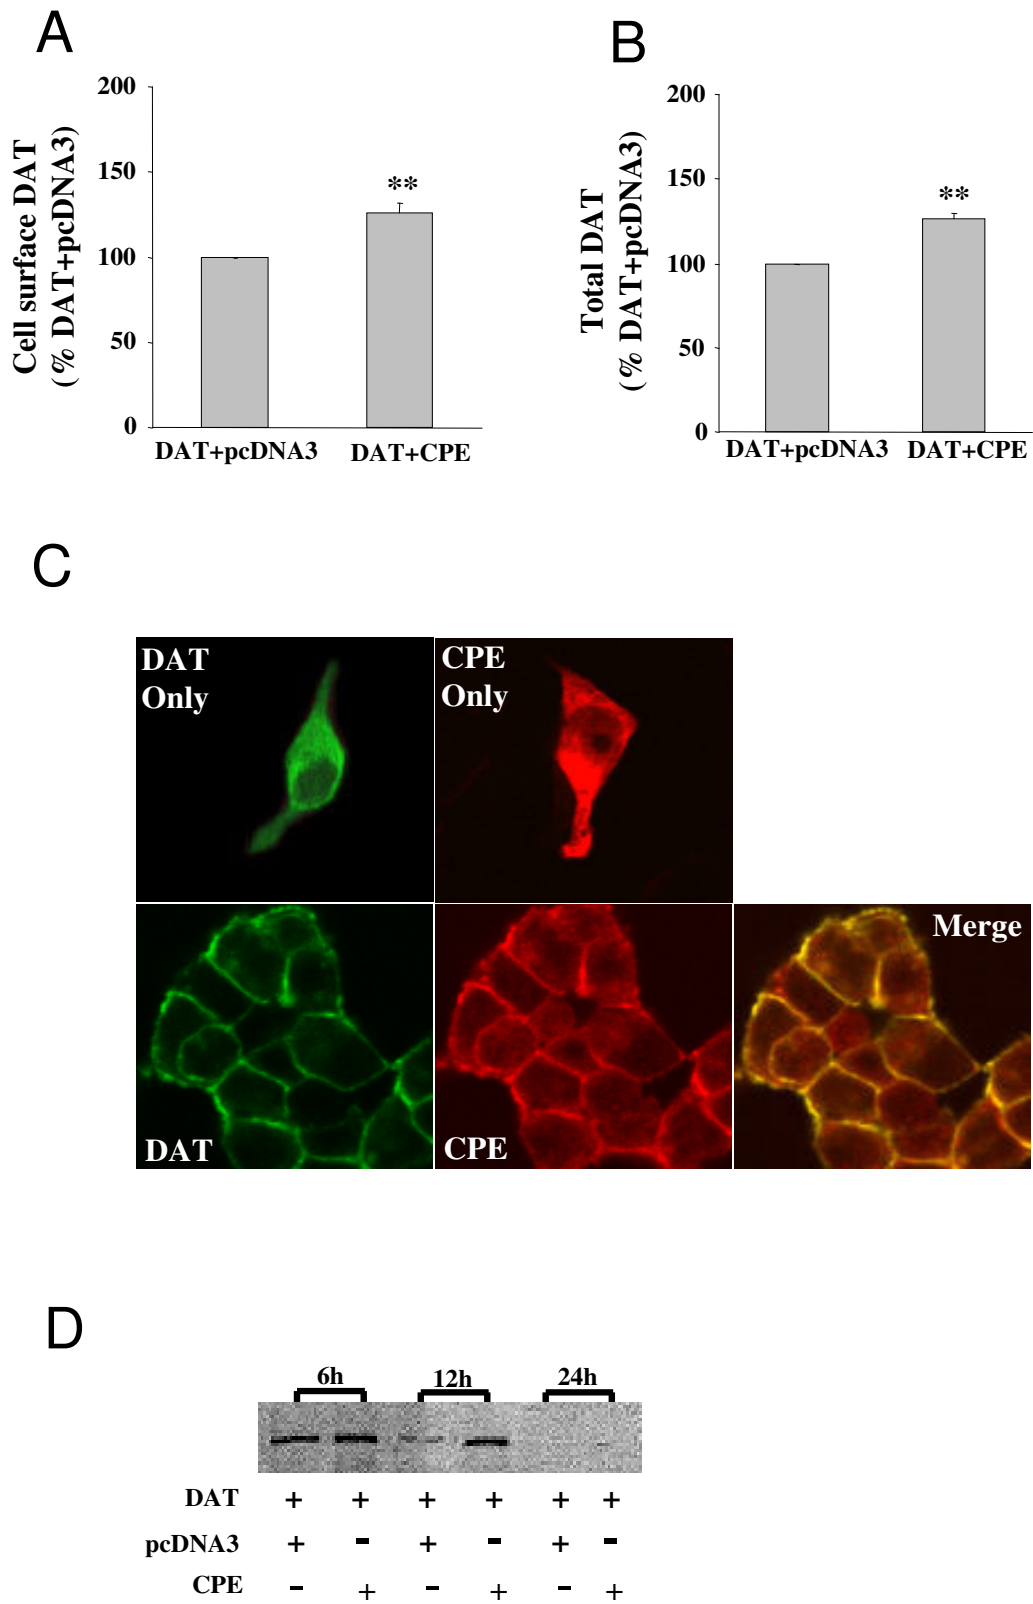 A
B
200
150
100
50
0
Cell surface DAT
(% DAT+pcDNA3)
**
DAT+pcDNA3
DAT+CPE
200
150
100
50
0
Total DAT
(% DAT+pcDNA3)
**
DAT+pcDNA3
DAT+CPE
C
DAT
Only
CPE
Only
DAT
CPE
Merge
D
6h
12h
24h
DAT + + + + + +
pcDNA3 + - + - + -
CPE - + - + - +